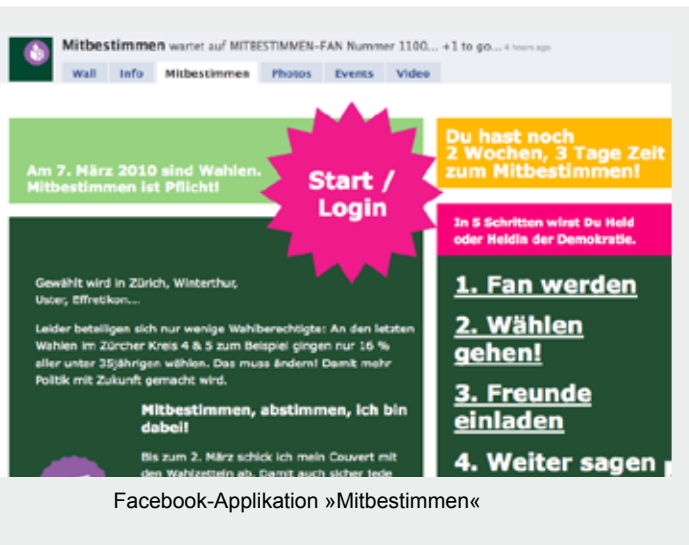 Mitbestimmen wartet auf MITBESTIMMEN-FAN Nummer 1100... +1 to go... 4 hours ago
Wall Info Mitbestimmen Photos Events Video
Am 7. März 2010 sind Wahlen.
Mitbestimmen ist Pflicht!
Start /
Login
Du hast noch
2 Wochen, 3 Tage Zeit
zum Mitbestimmen!
Gewählt wird in Zürich, Winterthur,
Uster, Effretikon...
Leider beteiligen sich nur wenige Wahlberechtigte: An den letzten
Wahlen im Zürcher Kreis 4 & 5 zum Beispiel gingen nur 16 %
aller unter 35jährigen wählen. Das muss ändern! Damit mehr
Politik mit Zukunft gemacht wird.
Mitbestimmen, abstimmen, ich bin
dabei!
Bis zum 2. März schick ich mein Couvert mit
den Wahlzetteln ab. Damit auch sicher jede
In 5 Schritten wirst Du Held
oder Heldin der Demokratie.
1. Fan werden
2. Wählen
gehen!
3. Freunde
einladen
4. Weiter sagen
Facebook-Applikation »Mitbestimmen«